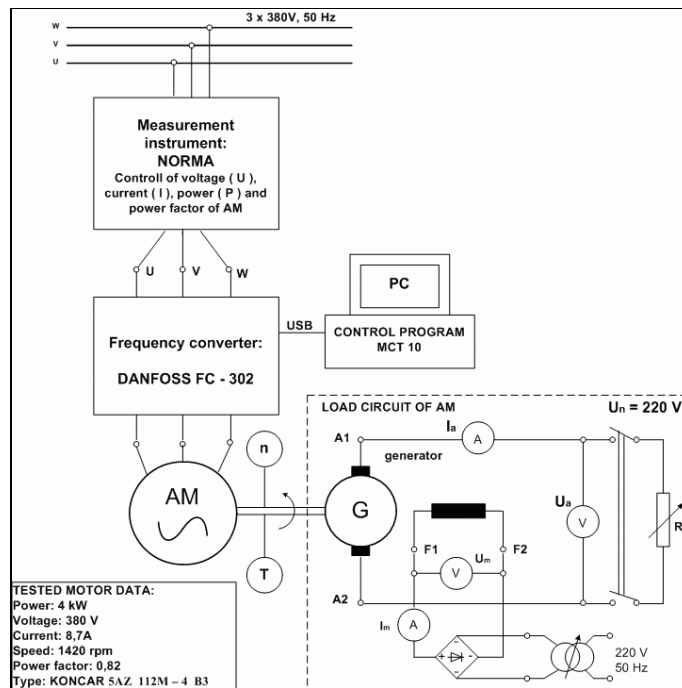 3 x 380V, 50 Hz
W
V
U
Measurement
instrument:
NORMA
Controll of voltage ( U ),
current ( I ), power ( P ) and
power factor of AM
U V W
PC
USB
CONTROL PROGRAM
MCT 10
Frequency converter:
DANFOSS FC - 302
LOAD CIRCUIT OF AM
Un = 220 V
A1
Ia
A
n
generator
AM
G
Ua
V
R
F1
F2
V
Um
T
A2
Im
A
~
+ -
~
220 V
50 Hz
TESTED MOTOR DATA:
Power: 4 kW
Voltage: 380 V
Current: 8,7A
Speed: 1420 rpm
Power factor: 0,82
Type: KONCAR 5AZ 112M – 4 B3